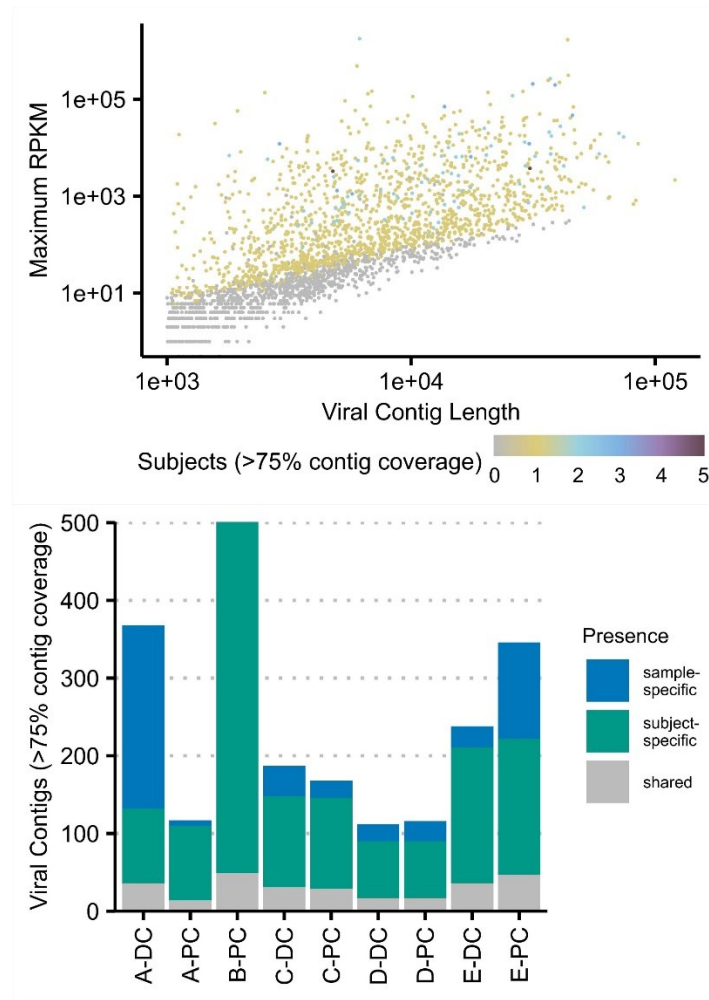 Maximum RPKM
1e+05
1e+03
1e+01
1e+03 1e+04 1e+05
Viral Contig Length
Subjects (>75% contig coverage)
0 1 2 3 4 5
Viral Contigs (>75% contig coverage)
500
400
300
200
100
0
A-DC A-PC B-PC C-DC C-PC D-DC D-PC E-DC E-PC
Presence
sample-
specific
subject-
specific
shared